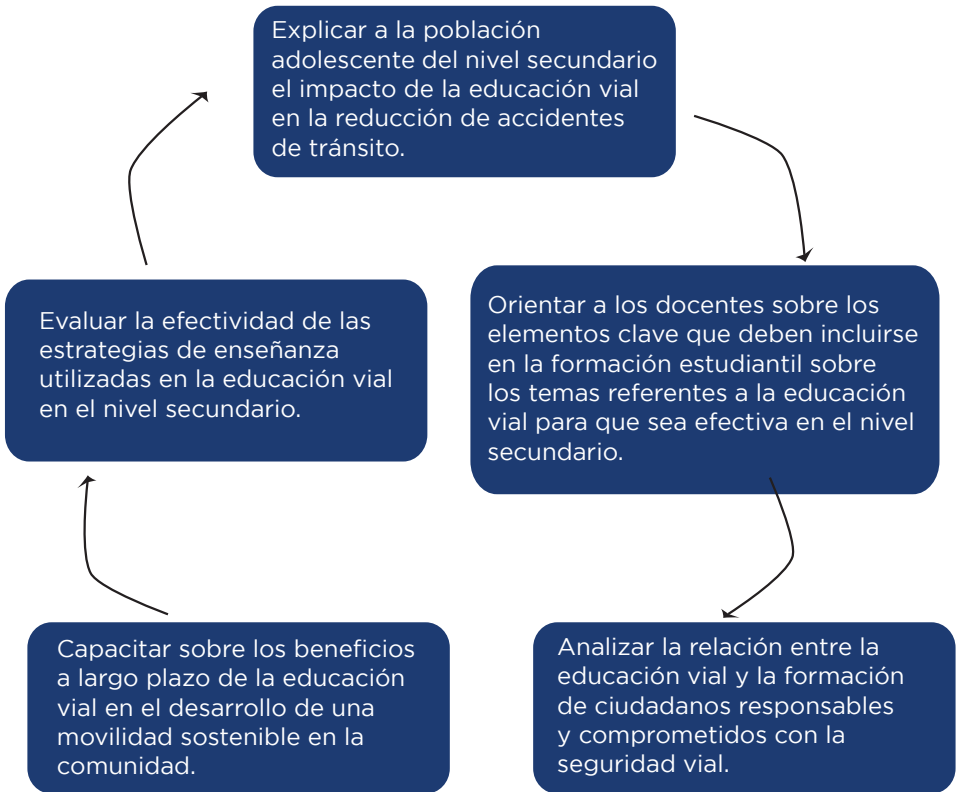 Explicar a la población
adolescente del nivel secundario
el impacto de la educación vial
en la reducción de accidentes
de tránsito.
Orientar a los docentes sobre los
elementos clave que deben incluirse
en la formación estudiantil sobre
los temas referentes a la educación
vial para que sea efectiva en el nivel
secundario.
Analizar la relación entre la
educación vial y la formación
de ciudadanos responsables
y comprometidos con la
seguridad vial.
Capacitar sobre los beneficios
a largo plazo de la educación
vial en el desarrollo de una
movilidad sostenible en la
comunidad.
Evaluar la efectividad de las
estrategias de enseñanza
utilizadas en la educación vial
en el nivel secundario.